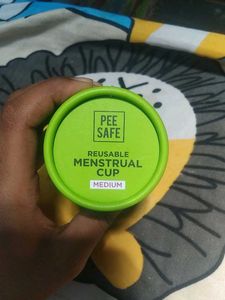 PEE
SAFE
REUSABLE
MENSTRUAL
CUP
MEDIUM